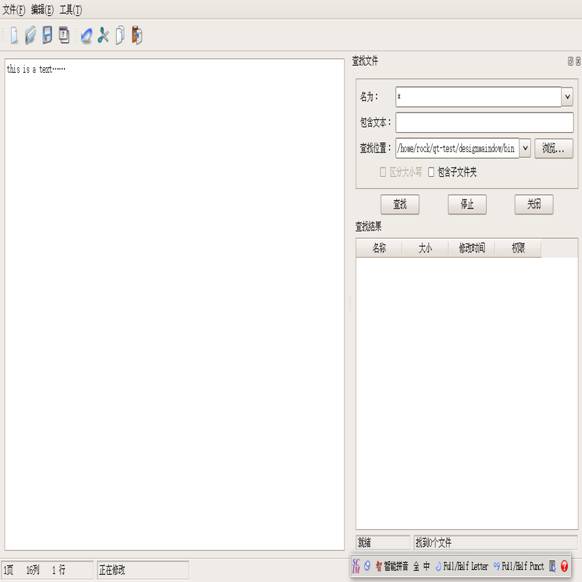 文件(F) 编辑(E) 工具(T)
this is a text……
查找文件
名为： *
包含文本：
查找位置： /home/rock/qt-test/designmaindow/bin 浏览...
区分大小写 包含子文件夹
查找 停止 关闭
查找结果
名称 大小 修改时间 权限
就绪 找到0个文件
1页 16列 1 行 正在修改
智能拼音 全 中 Full/Half Letter Full/Half Punct